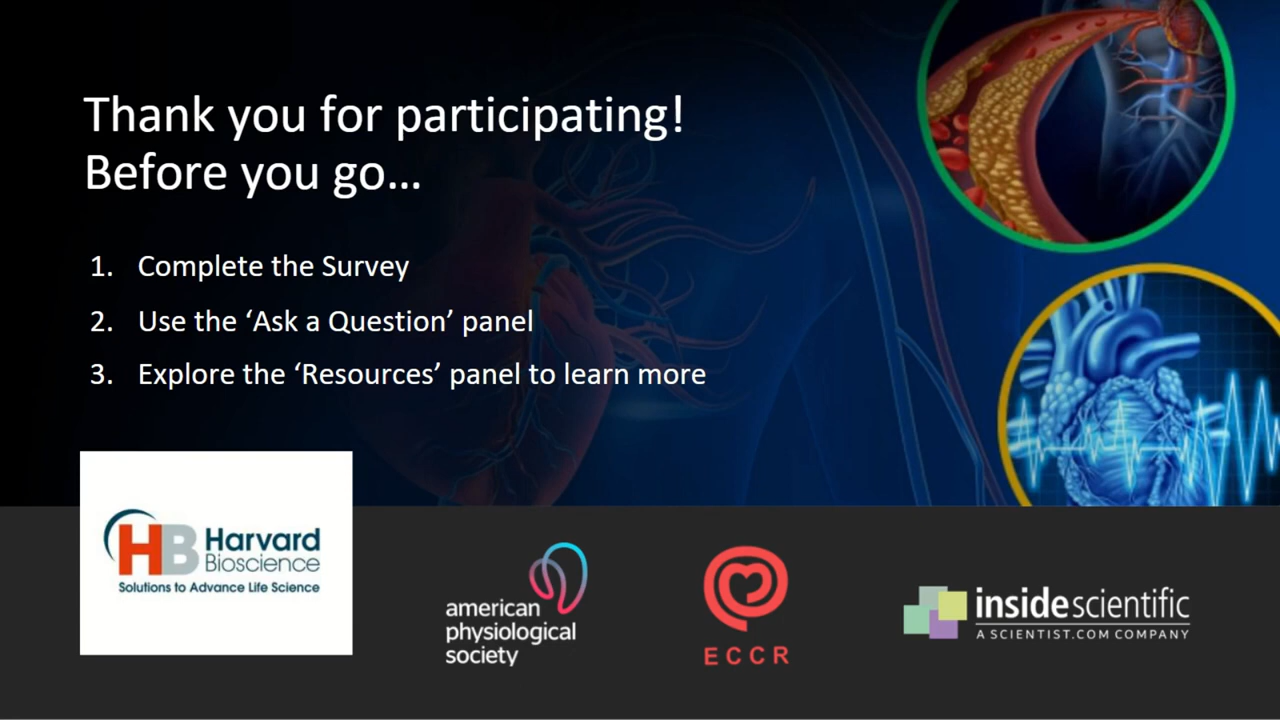 Thank you for participating!
Before you go…
1. Complete the Survey
2. Use the ‘Ask a Question’ panel
3. Explore the ‘Resources’ panel to learn more
HB Harvard
Bioscience
Solutions to Advance Life Science
american
physiological
society
ECCR
insidescientific
A SCIENTIST.COM COMPANY